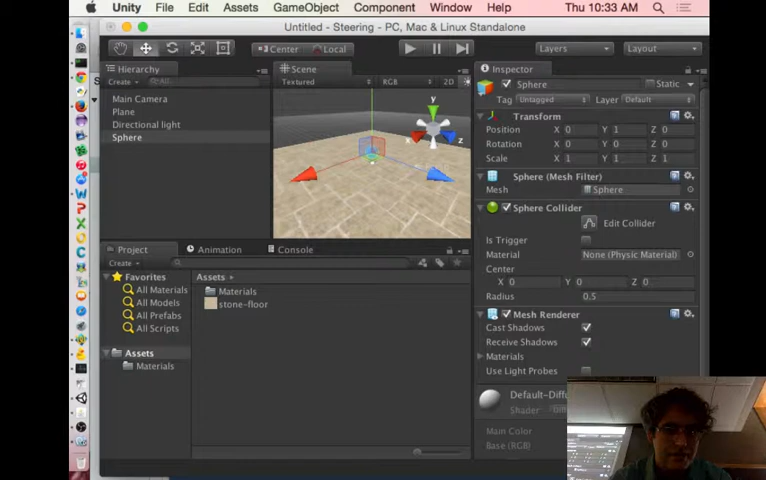 Unity File Edit Assets GameObject Component Window Help Thu 10:33 AM
Untitled - Steering - PC, Mac & Linux Standalone
Center Local Layers Layout
Hierarchy
Create All
Main Camera
Plane
Directional light
Sphere
Scene
Textured RGB 2D
y
z
Inspector
Sphere Static
Tag Untagged Layer Default
Transform
Position X 0 Y 1 Z 0
Rotation X 0 Y 0 Z 0
Scale X 1 Y 1 Z 1
Sphere (Mesh Filter)
Mesh Sphere
Sphere Collider
Edit Collider
Is Trigger
Material None (Physic Material)
Center
X 0 Y 0 Z 0
Radius 0.5
Mesh Renderer
Cast Shadows
Receive Shadows
Materials
Use Light Probes
Default-Diff
Shader
Main Color
Base (RGB)
Project Animation Console
Create
Favorites
All Materials
All Models
All Prefabs
All Scripts
Assets
Materials
Assets
Materials
stone-floor